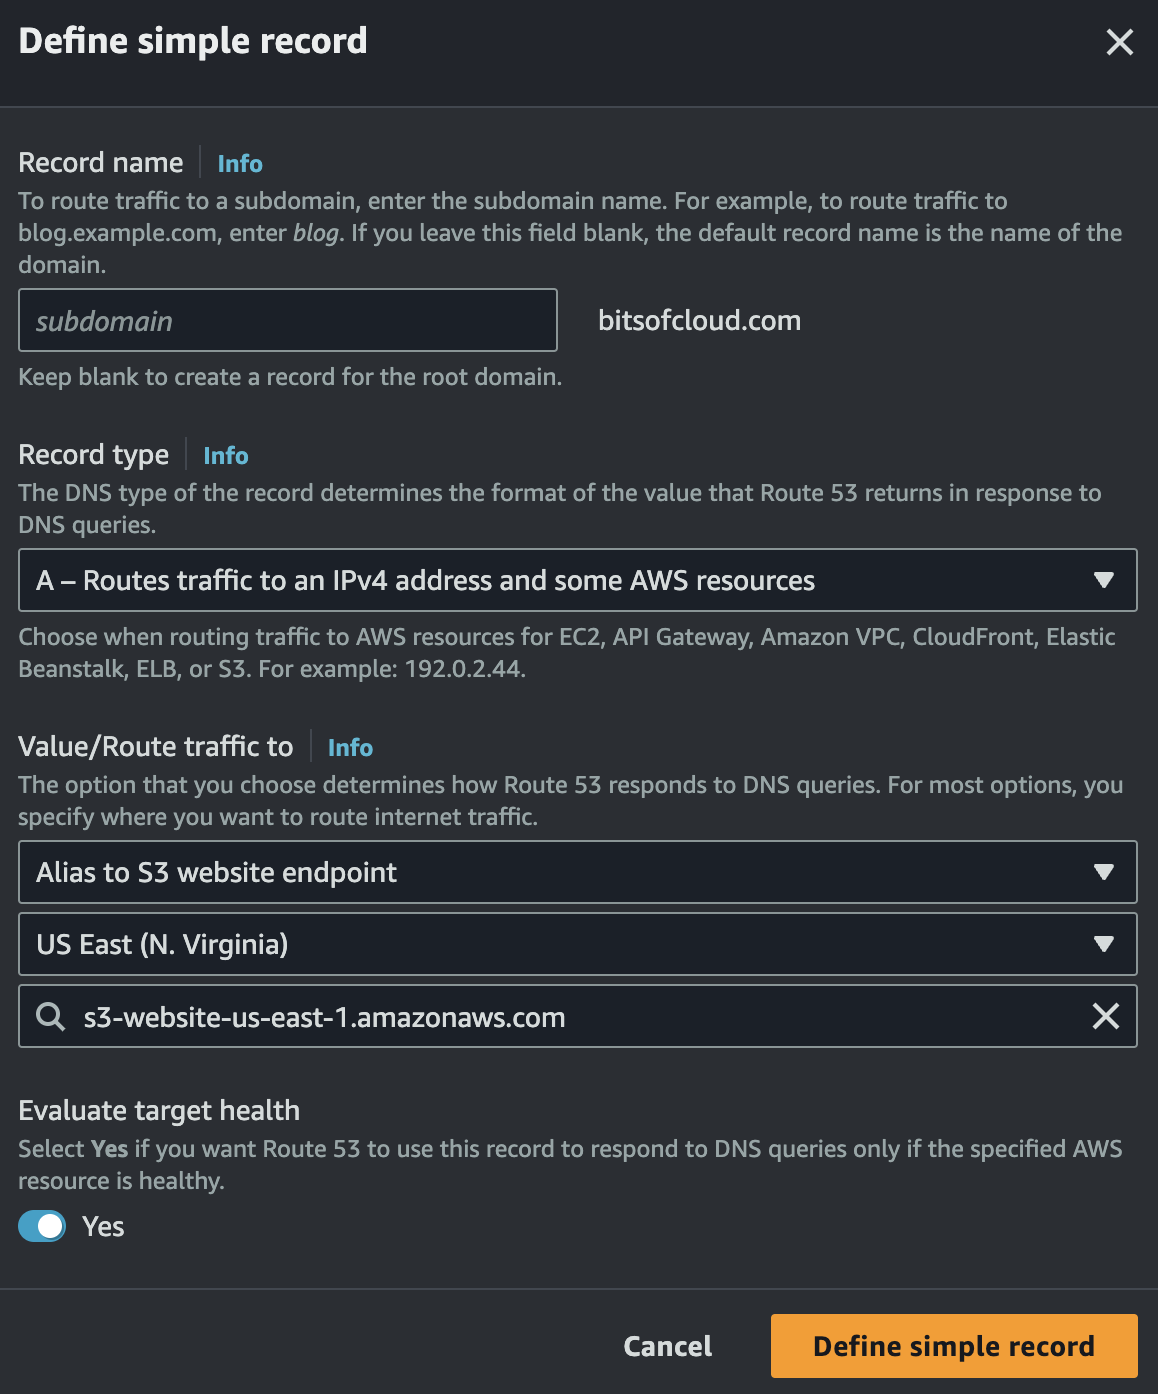 Define simple record
Record name Info
To route traffic to a subdomain, enter the subdomain name. For example, to route traffic to
blog.example.com, enter blog. If you leave this field blank, the default record name is the name of the
domain.
subdomain bitsofcloud.com
Keep blank to create a record for the root domain.
Record type Info
The DNS type of the record determines the format of the value that Route 53 returns in response to
DNS queries.
A – Routes traffic to an IPv4 address and some AWS resources
Choose when routing traffic to AWS resources for EC2, API Gateway, Amazon VPC, CloudFront, Elastic
Beanstalk, ELB, or S3. For example: 192.0.2.44.
Value/Route traffic to Info
The option that you choose determines how Route 53 responds to DNS queries. For most options, you
specify where you want to route internet traffic.
Alias to S3 website endpoint
US East (N. Virginia)
s3-website-us-east-1.amazonaws.com
Evaluate target health
Select Yes if you want Route 53 to use this record to respond to DNS queries only if the specified AWS
resource is healthy.
Yes
Cancel Define simple record